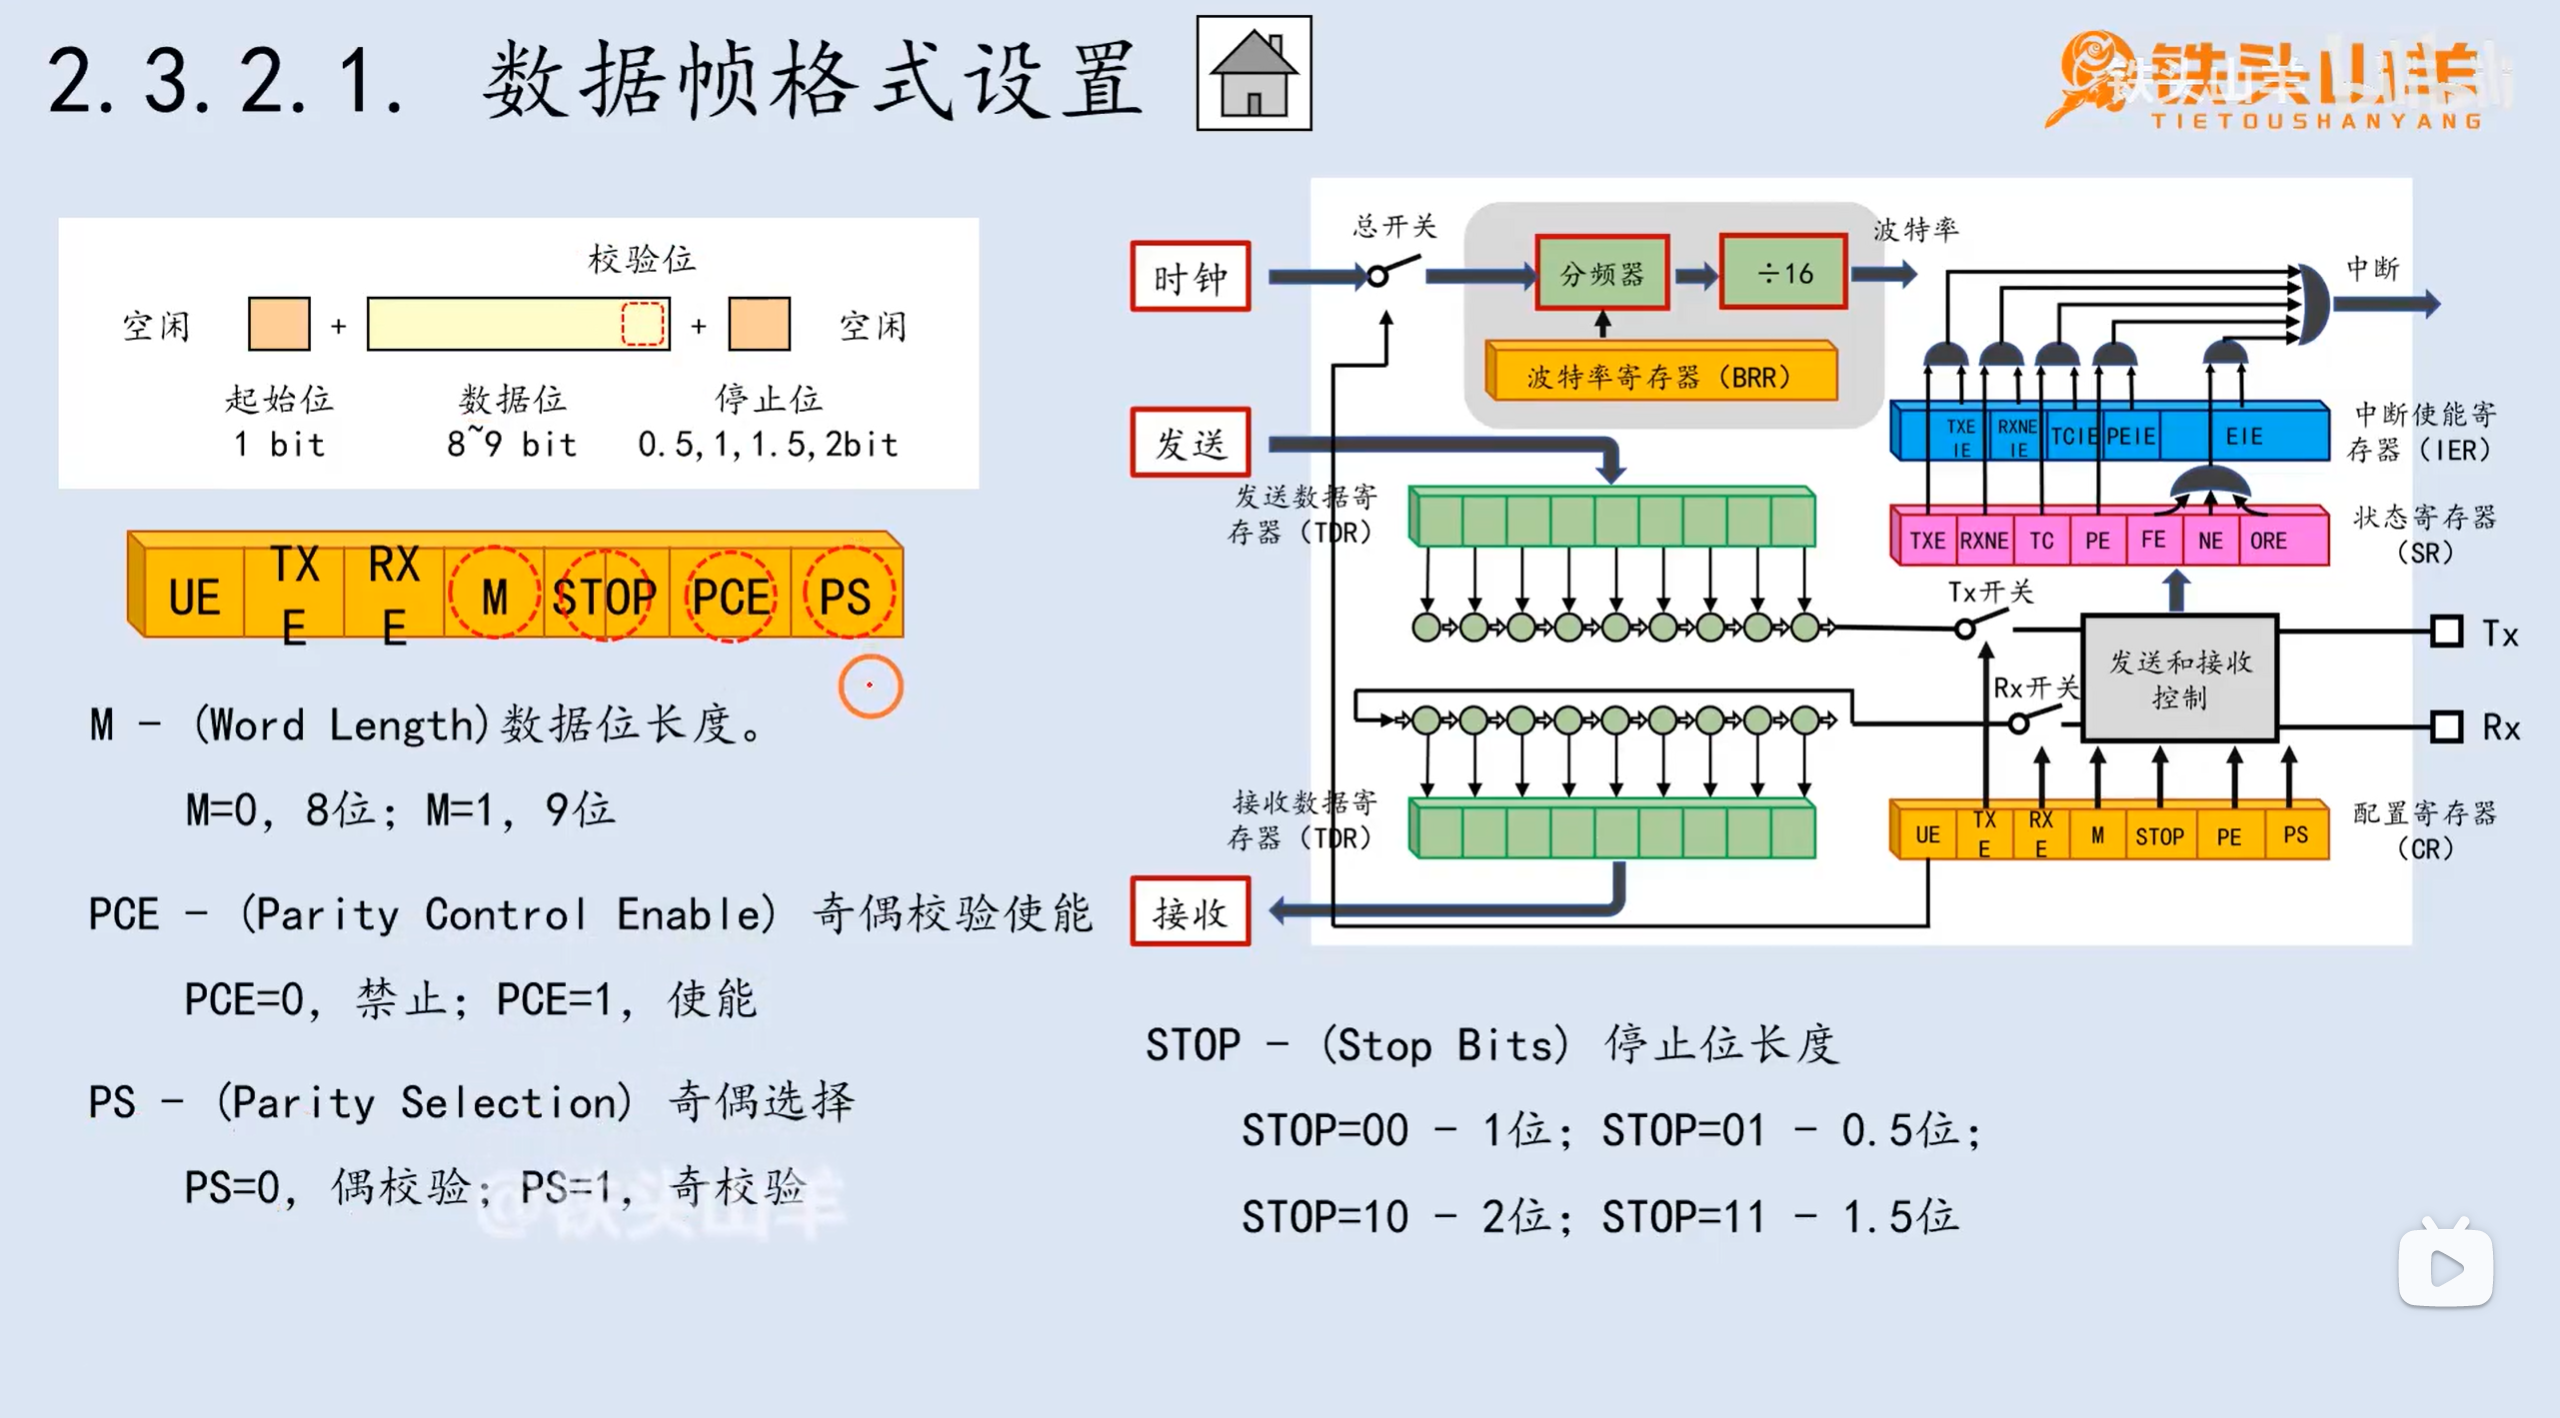 2.3.2.1. 数据帧格式设置
铁头山羊
TIETOUSHANYANG
铁头山羊
校验位
空闲 + + 空闲
起始位 数据位 停止位
1 bit 8~9 bit 0.5,1,1.5,2bit
UE TXE RXE M STOP PCE PS
M - (Word Length)数据位长度。
M=0, 8位; M=1, 9位
PCE - (Parity Control Enable) 奇偶校验使能
PCE=0, 禁止; PCE=1, 使能
PS - (Parity Selection) 奇偶选择
PS=0, 偶校验; PS=1, 奇校验
@铁头山羊
总开关
波特率
时钟
分频器
÷16
中断
波特率寄存器（BRR）
发送
TXEIE RXNEIE TCIE PEIE EIE
中断使能寄
存器（IER）
发送数据寄
存器（TDR）
TXE RXNE TC PE FE NE ORE
状态寄存器
（SR）
Tx开关
Tx
发送和接收
控制
Rx开关
Rx
接收数据寄
存器（TDR）
UE TXE RXE M STOP PE PS
配置寄存器
（CR）
接收
STOP - (Stop Bits) 停止位长度
STOP=00 - 1位; STOP=01 - 0.5位;
STOP=10 - 2位; STOP=11 - 1.5位